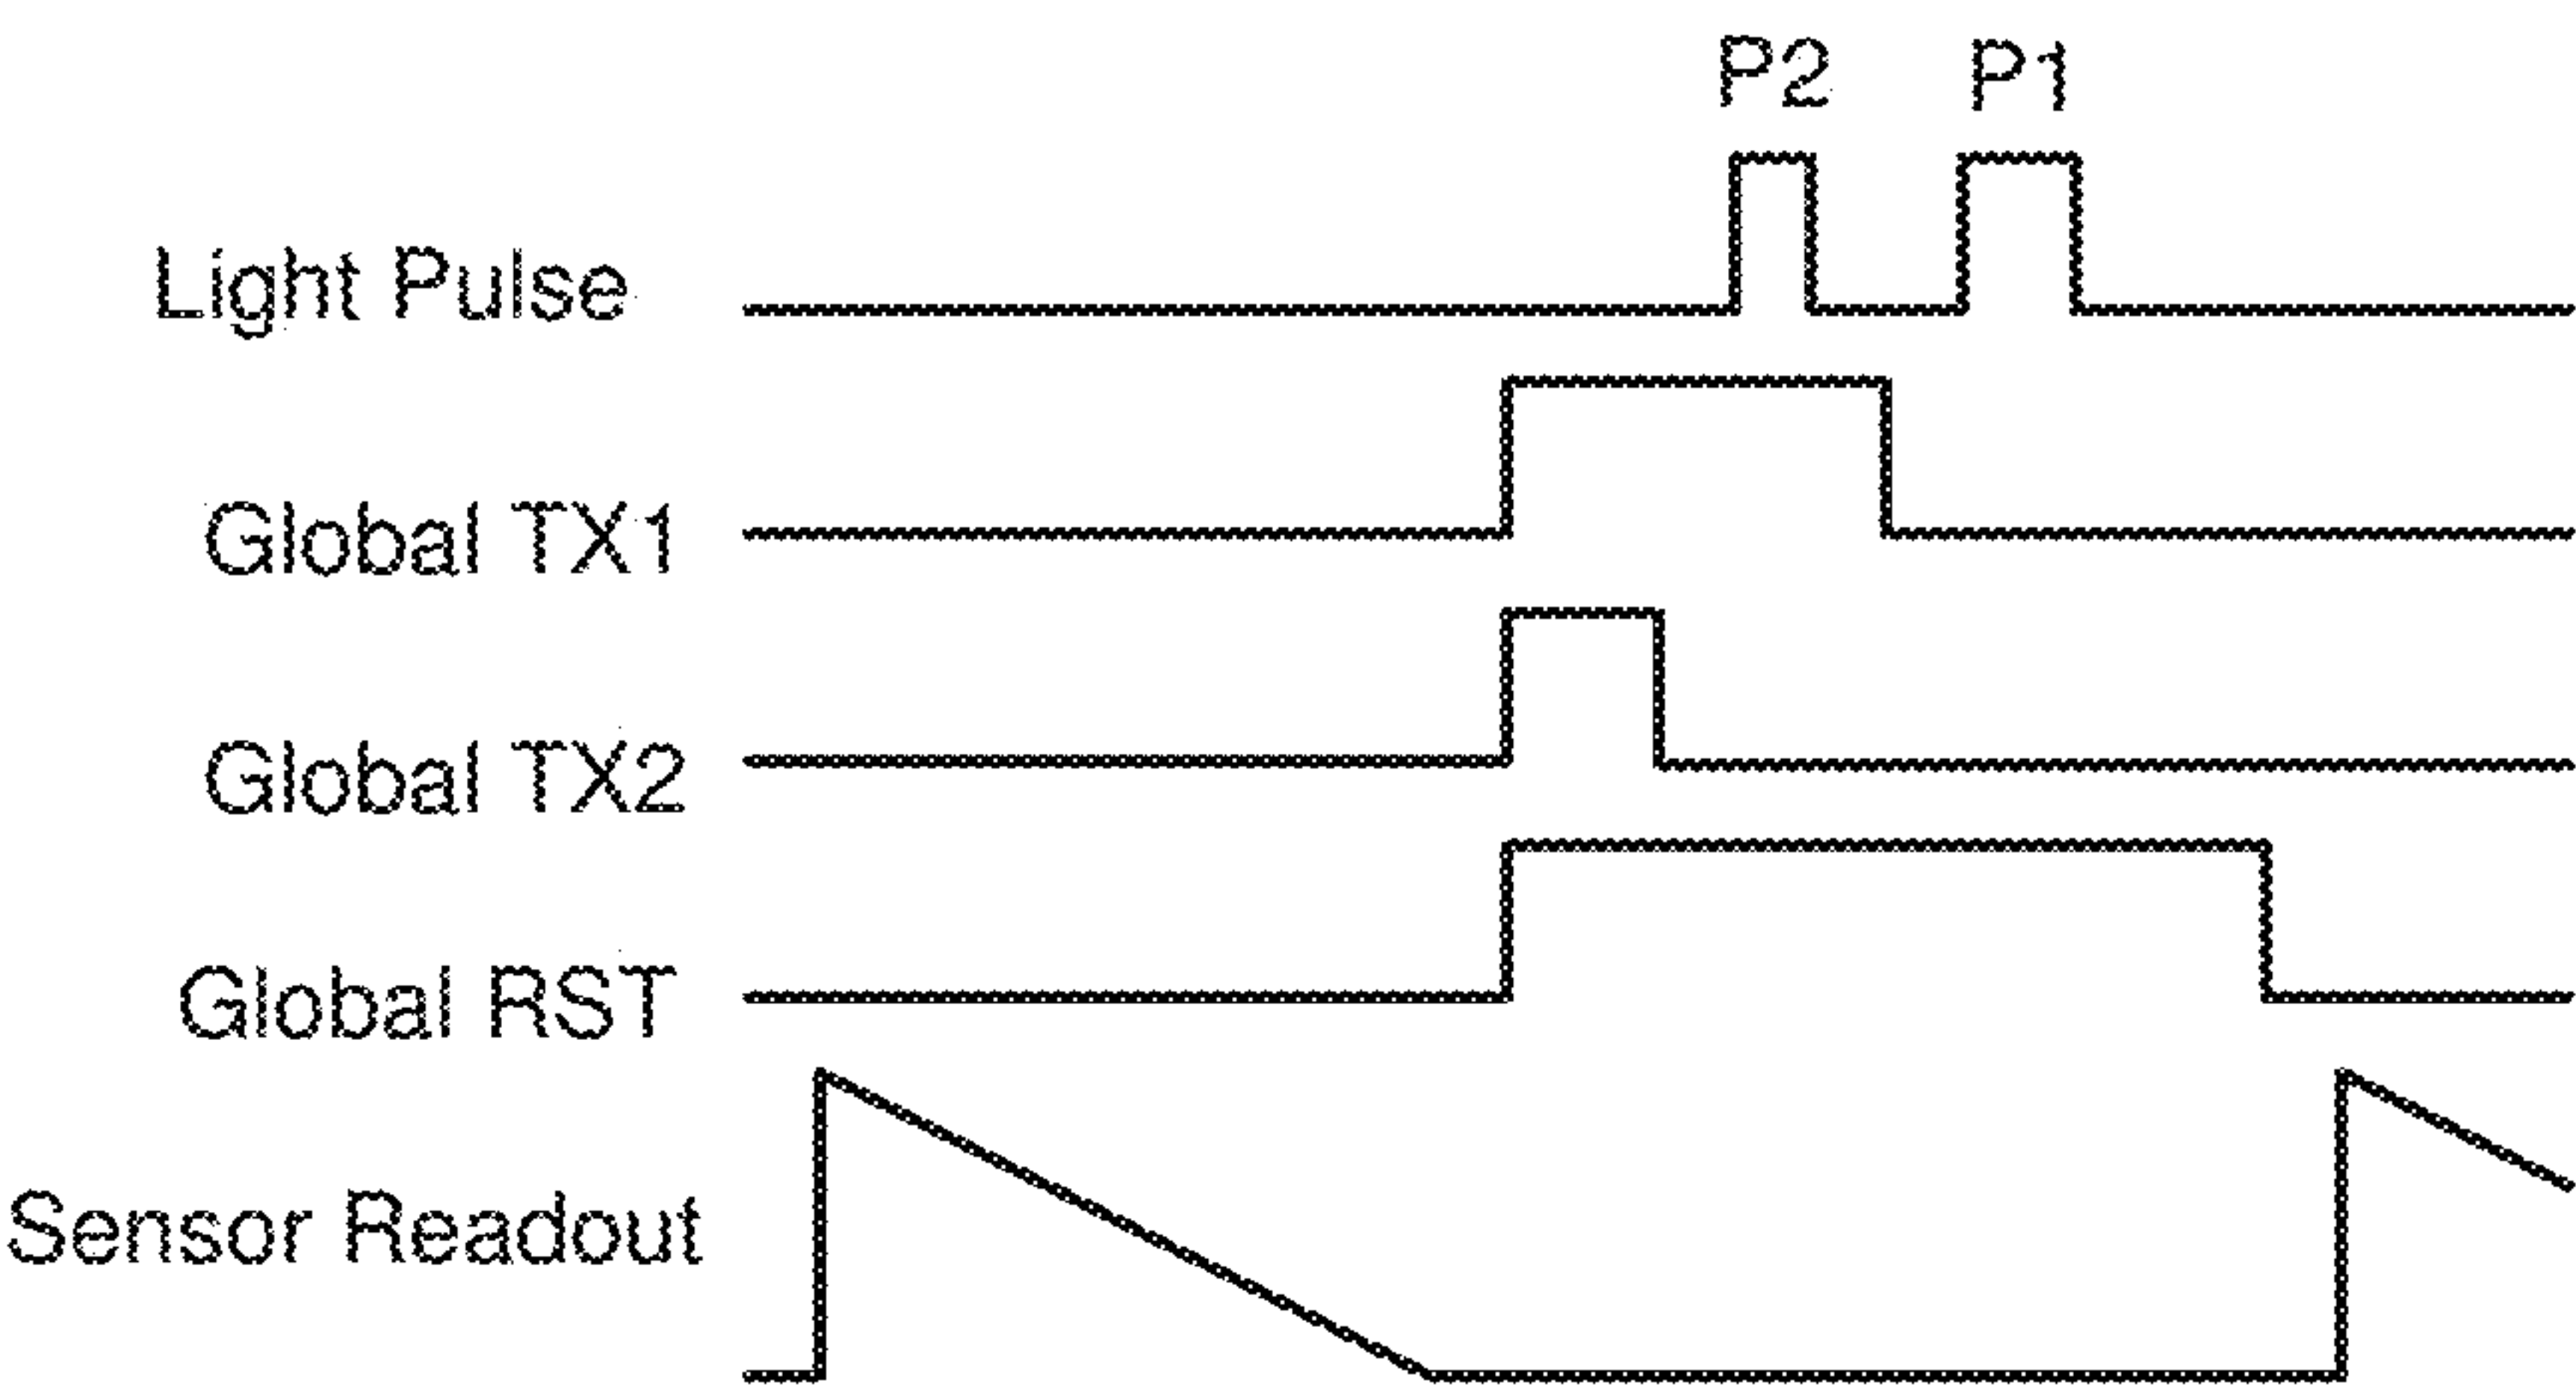 P2 P1
Light Pulse
Global TX1
Global TX2
Global RST
Sensor Readout